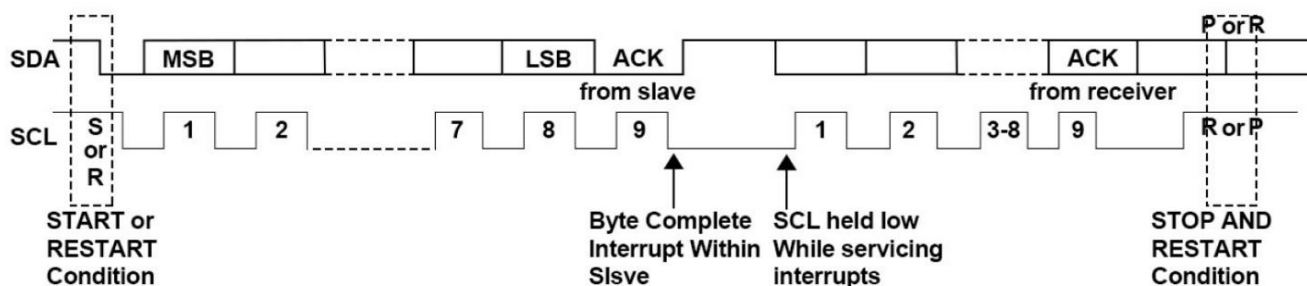 P or R
SDA MSB LSB ACK ACK
from slave from receiver
SCL S or R 1 2 7 8 9 1 2 3-8 9 R or P
START or
RESTART
Condition
Byte Complete
Interrupt Within
SIsve
SCL held low
While servicing
interrupts
STOP AND
RESTART
Condition